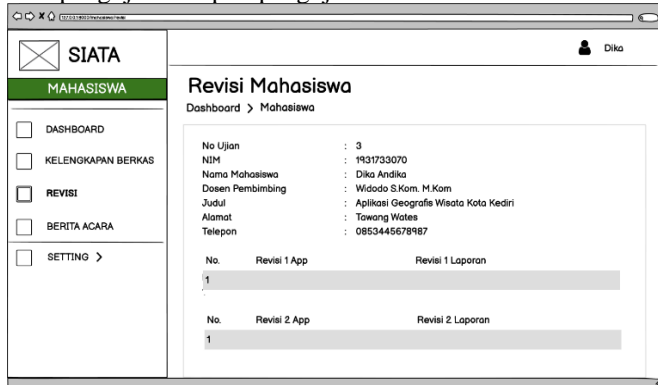 SIATA
Dika
MAHASISWA
DASHBOARD
KELENGKAPAN BERKAS
REVISI
BERITA ACARA
SETTING >
Revisi Mahasiswa
Dashboard > Mahasiswa
No Ujian : 3
NIM : 1931733070
Nama Mahasiswa : Dika Andika
Dosen Pembimbing : Widodo S.Kom. M.Kom
Judul : Aplikasi Geografis Wisata Kota Kediri
Alamat : Tawang Wates
Telepon : 0853445678987
No. Revisi 1 App Revisi 1 Laporan
1
No. Revisi 2 App Revisi 2 Laporan
1